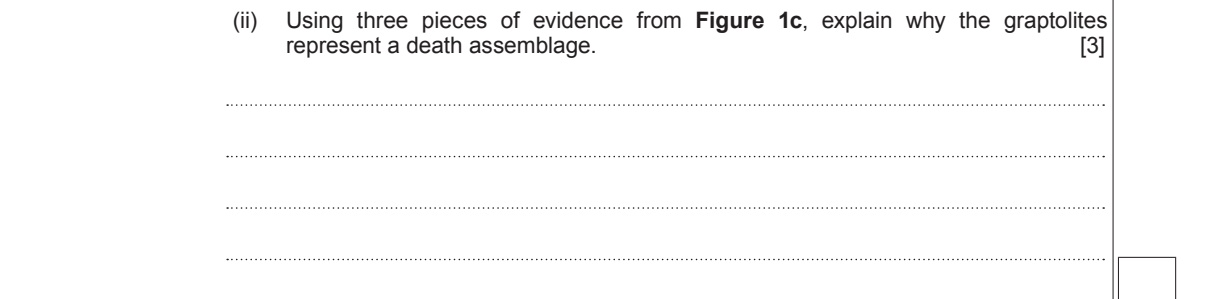 (ii) Using three pieces of evidence from Figure 1c, explain why the graptolites
represent a death assemblage. [3]